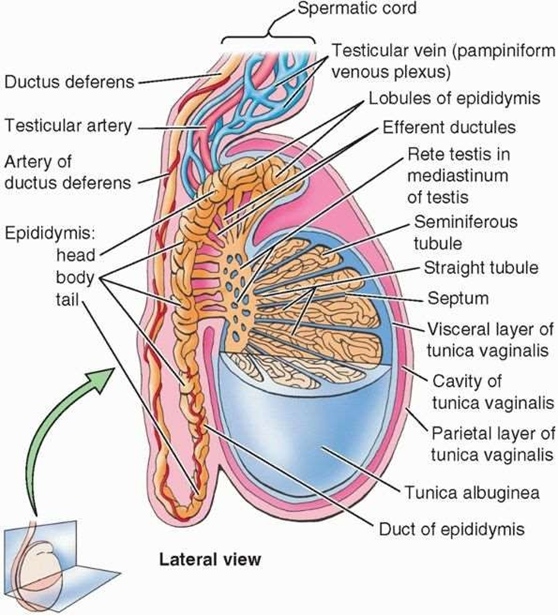 Spermatic cord
Ductus deferens
Testicular artery
Artery of
ductus deferens
Epididymis:
head
body
tail
Testicular vein (pampiniform
venous plexus)
Lobules of epididymis
Efferent ductules
Rete testis in
mediastinum
of testis
Seminiferous
tubule
Straight tubule
Septum
Visceral layer of
tunica vaginalis
Cavity of
tunica vaginalis
Parietal layer of
tunica vaginalis
Tunica albuginea
Duct of epididymis
Lateral view